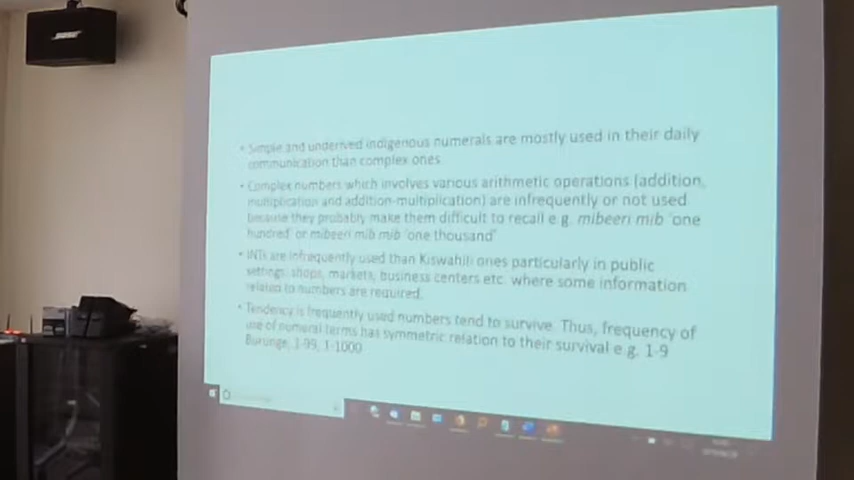 BOSE
• Simple and underived indigenous numerals are mostly used in their daily
communication than complex ones.
• Complex numbers which involves various arithmetic operations (addition,
multiplication and addition-multiplication) are infrequently or not used
because they probably make them difficult to recall e.g. mibeeri mib 'one
hundred' or mibeeri mib mib 'one thousand'
• INTs are infrequently used than Kiswahili ones particularly in public
settings: shops, markets, business centers etc. where some information
related to numbers are required.
• Tendency is frequently used numbers tend to survive. Thus, frequency of
use of numeral terms has symmetric relation to their survival e.g. 1-9
Burunge, 1-99, 1-1000